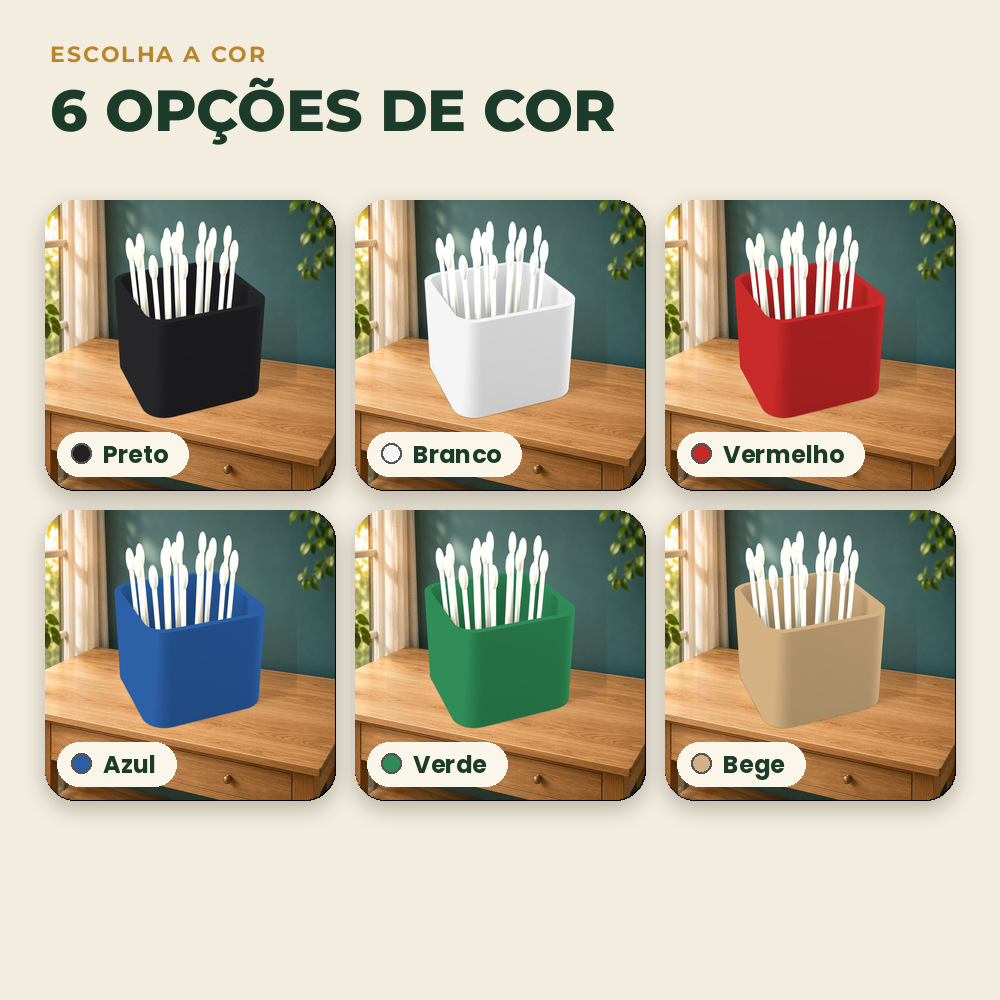 ESCOLHA A COR
6 OPÇÕES DE COR
Preto
Branco
Vermelho
Azul
Verde
Bege